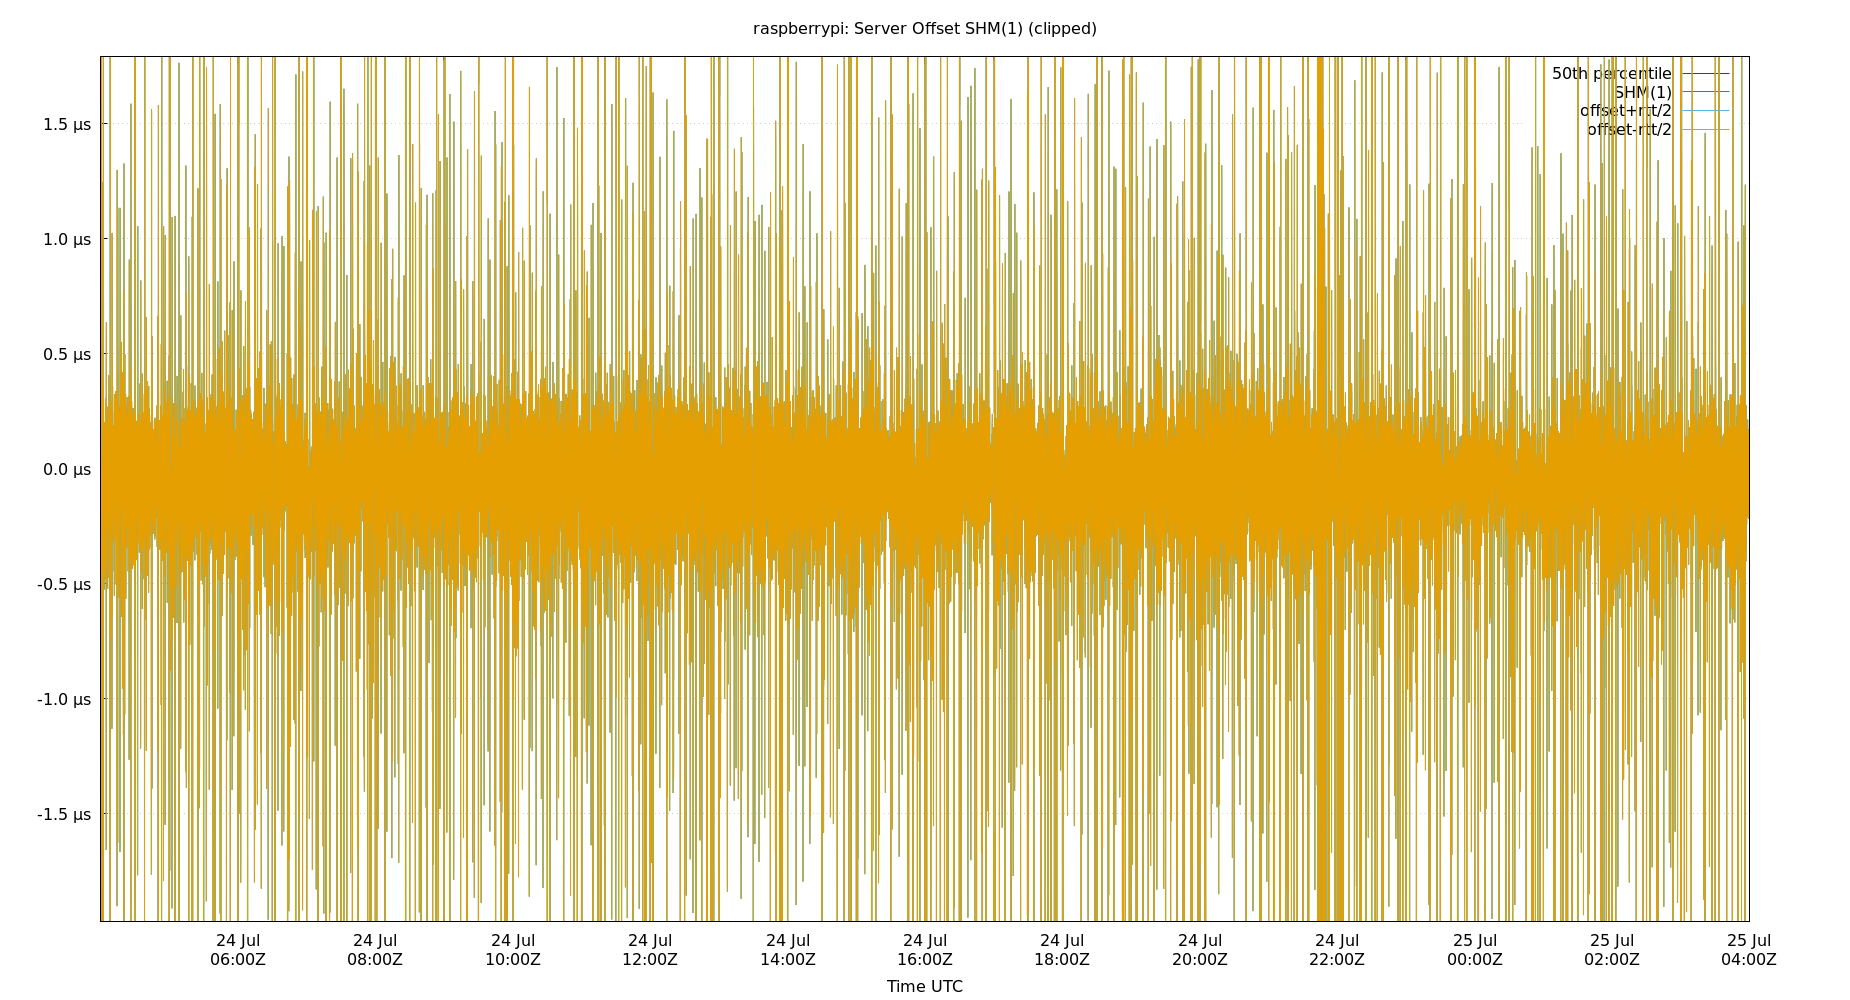 raspberrypi: Server Offset SHM(1) (clipped)
50th percentile
SHM(1)
offset+rtt/2
offset-rtt/2
1.5 µs
1.0 µs
0.5 µs
0.0 µs
-0.5 µs
-1.0 µs
-1.5 µs
24 Jul 24 Jul 24 Jul 24 Jul 24 Jul 24 Jul 24 Jul 24 Jul 24 Jul 25 Jul 25 Jul 25 Jul
06:00Z 08:00Z 10:00Z 12:00Z 14:00Z 16:00Z 18:00Z 20:00Z 22:00Z 00:00Z 02:00Z 04:00Z
Time UTC